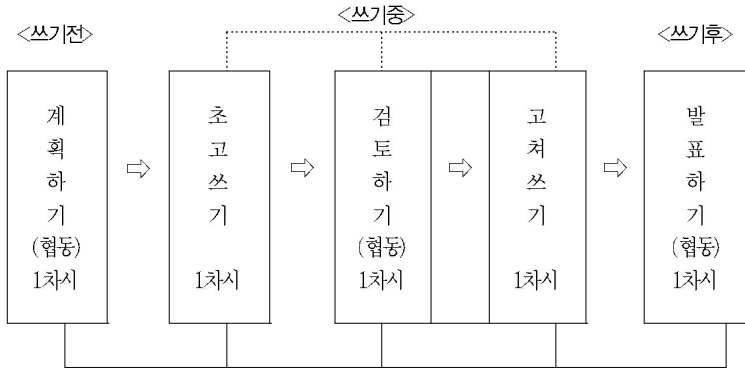 <쓰기전>
<쓰기중>
<쓰기후>
계획하기
(협동)
1차시
⇨
초고쓰기
1차시
⇨
검토하기
(협동)
1차시
⇨
고쳐쓰기
1차시
⇨
발표하기
(협동)
1차시